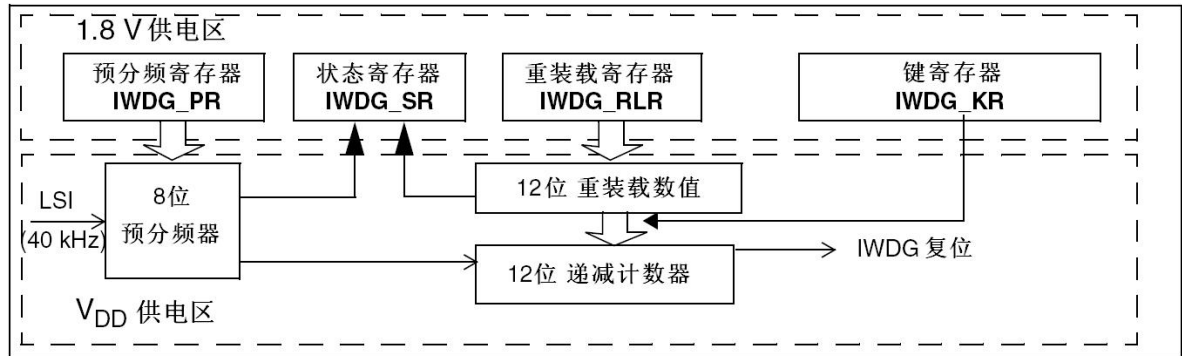 1.8 V 供电区
预分频寄存器
IWDG_PR
状态寄存器
IWDG_SR
重装载寄存器
IWDG_RLR
键寄存器
IWDG_KR
LSI
(40 kHz)
8位
预分频器
12位 重装载数值
12位 递减计数器
IWDG 复位
VDD 供电区